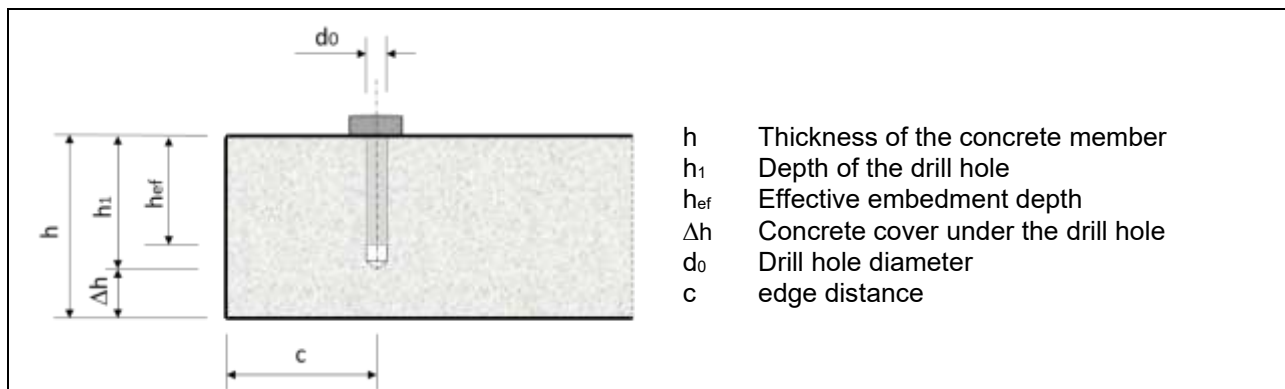 d₀
h
h₁
hef
Δh
c
h Thickness of the concrete member
h₁ Depth of the drill hole
hef Effective embedment depth
Δh Concrete cover under the drill hole
d₀ Drill hole diameter
c edge distance